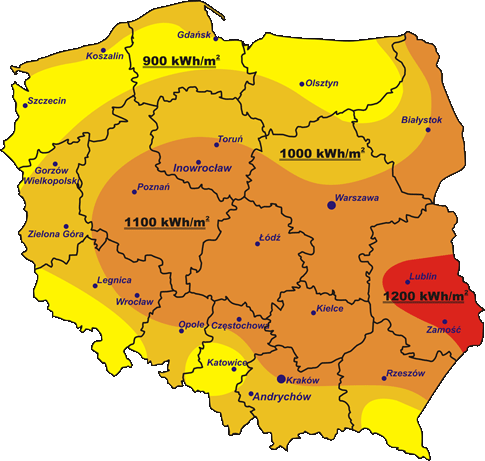 Gdańsk
Koszalin
900 kWh/m²
Olsztyn
Szczecin
Białystok
Toruń
1000 kWh/m²
Inowrocław
Gorzów
Wielkopolski
Poznań
Warszawa
1100 kWh/m²
Zielona Góra
Łódź
Legnica
Lublin
Wrocław
1200 kWh/m²
Kielce
Opole
Częstochowa
Zamość
Katowice
Kraków
Rzeszów
Andrychów